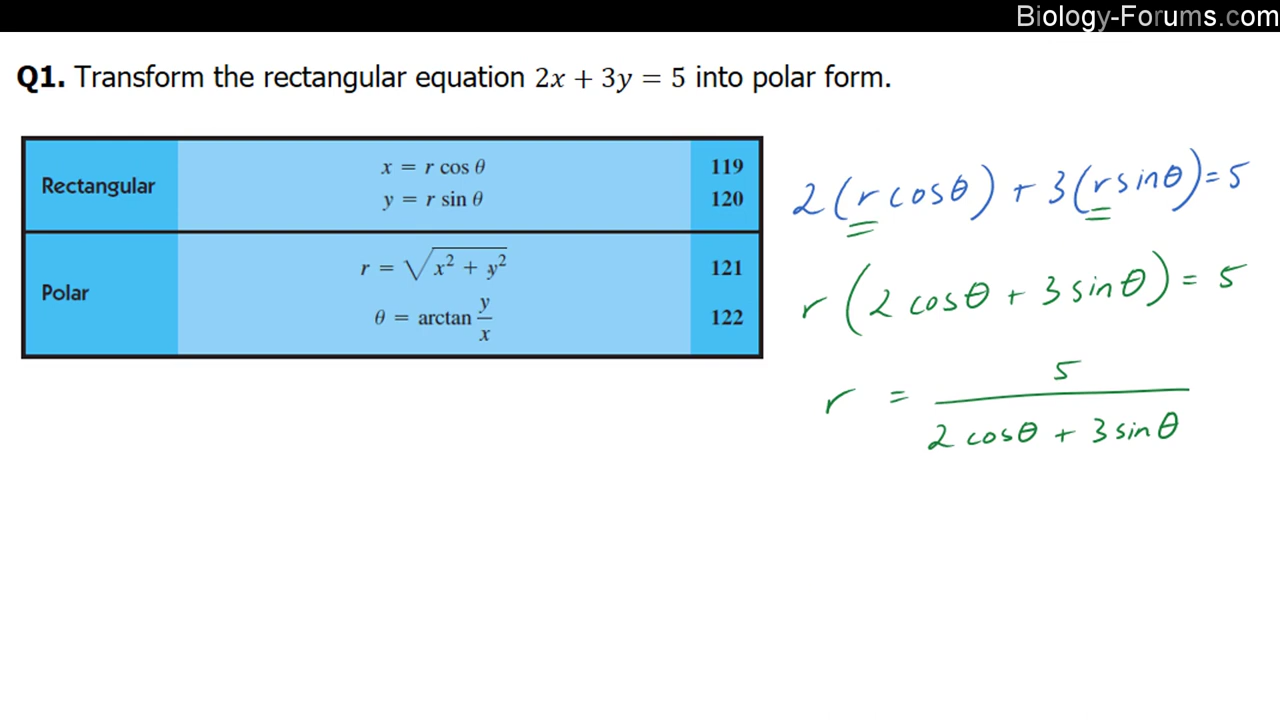 Biology-Forums.com
Q1. Transform the rectangular equation 2x + 3y = 5 into polar form.
Rectangular
x = r cos θ 119
y = r sin θ 120
Polar
r = √(x² + y²) 121
θ = arctan y/x 122
2(r cosθ) + 3(r sinθ) = 5
r(2 cosθ + 3 sinθ) = 5
r = 5/(2 cosθ + 3 sinθ)